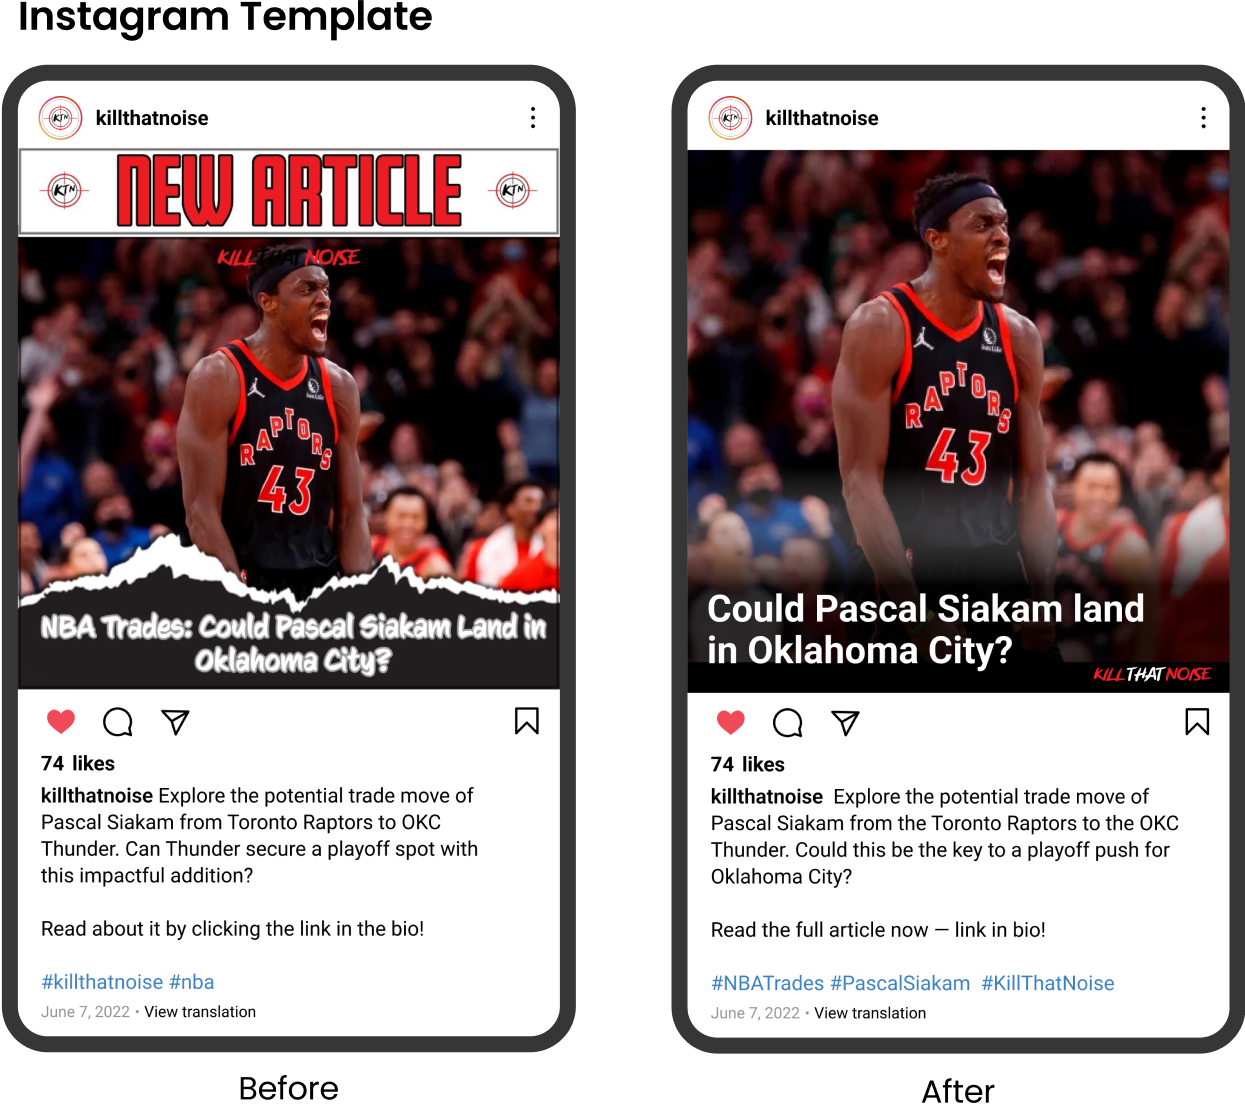 Instagram Template
KTN
killthatnoise
KTN
NEW ARTICLE
KTN
KILLTHATNOISE
RAPTORS
43
NBA Trades: Could Pascal Siakam Land in
Oklahoma City?
74 likes
killthatnoise Explore the potential trade move of
Pascal Siakam from Toronto Raptors to OKC
Thunder. Can Thunder secure a playoff spot with
this impactful addition?
Read about it by clicking the link in the bio!
#killthatnoise #nba
June 7, 2022 • View translation
Before
KTN
killthatnoise
RAPTORS
43
Could Pascal Siakam land
in Oklahoma City?
KILLTHATNOISE
74 likes
killthatnoise Explore the potential trade move of
Pascal Siakam from the Toronto Raptors to the OKC
Thunder. Could this be the key to a playoff push for
Oklahoma City?
Read the full article now — link in bio!
#NBATrades #PascalSiakam #KillThatNoise
June 7, 2022 • View translation
After